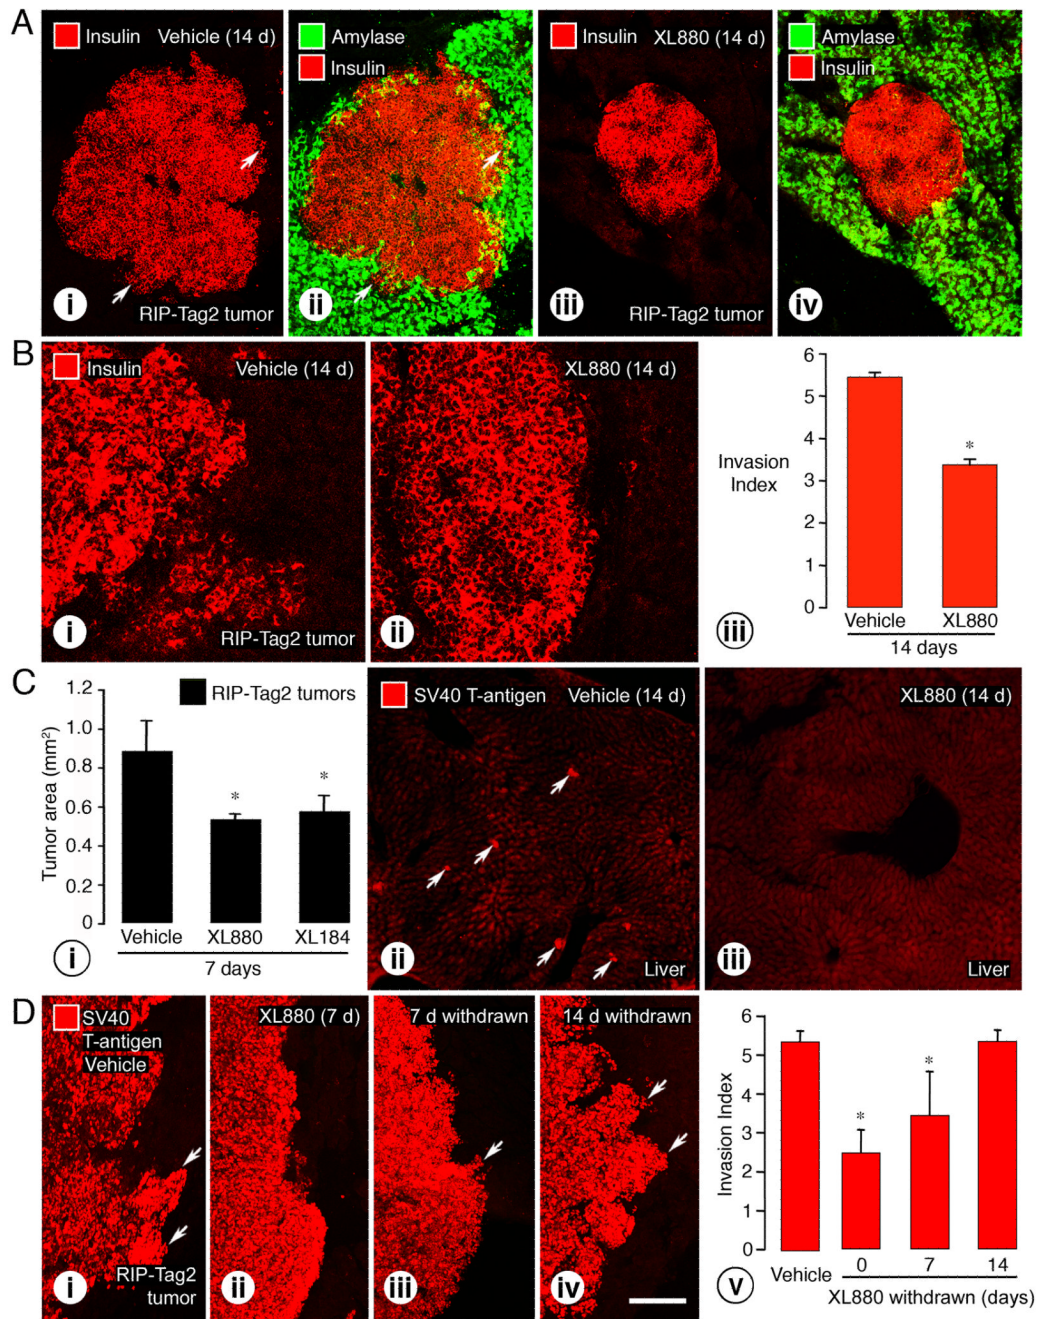 A
Insulin Vehicle (14 d)
i
RIP-Tag2 tumor
Amylase
Insulin
ii
Insulin XL880 (14 d)
iii
RIP-Tag2 tumor
Amylase
Insulin
iv
B
Insulin Vehicle (14 d)
i
RIP-Tag2 tumor
XL880 (14 d)
ii
6
5
4
3
2
1
0
Invasion
Index
*
Vehicle XL880
14 days
iii
C
1.2
1.0
0.8
0.6
0.4
0.2
0
Tumor area (mm²)
RIP-Tag2 tumors
* *
Vehicle XL880 XL184
7 days
i
SV40 T-antigen Vehicle (14 d)
ii
Liver
XL880 (14 d)
iii
Liver
D
SV40
T-antigen
Vehicle
i
RIP-Tag2
tumor
XL880 (7 d)
ii
7 d withdrawn
iii
14 d withdrawn
iv
6
5
4
3
2
1
0
Invasion Index
* *
Vehicle 0 7 14
XL880 withdrawn (days)
v